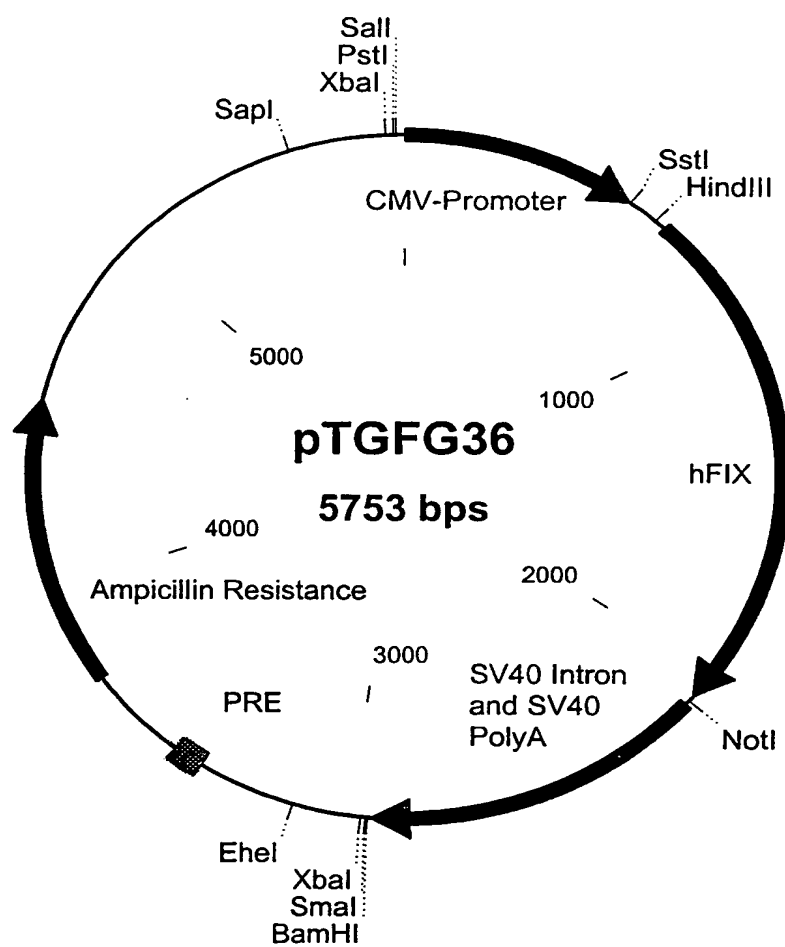 SalI
PstI
XbaI
SapI
SstI
HindIII
CMV-Promoter
5000
1000
pTGFG36
5753 bps
hFIX
4000
2000
Ampicillin Resistance
3000
SV40 Intron
and SV40
PolyA
PRE
NotI
EheI
XbaI
SmaI
BamHI